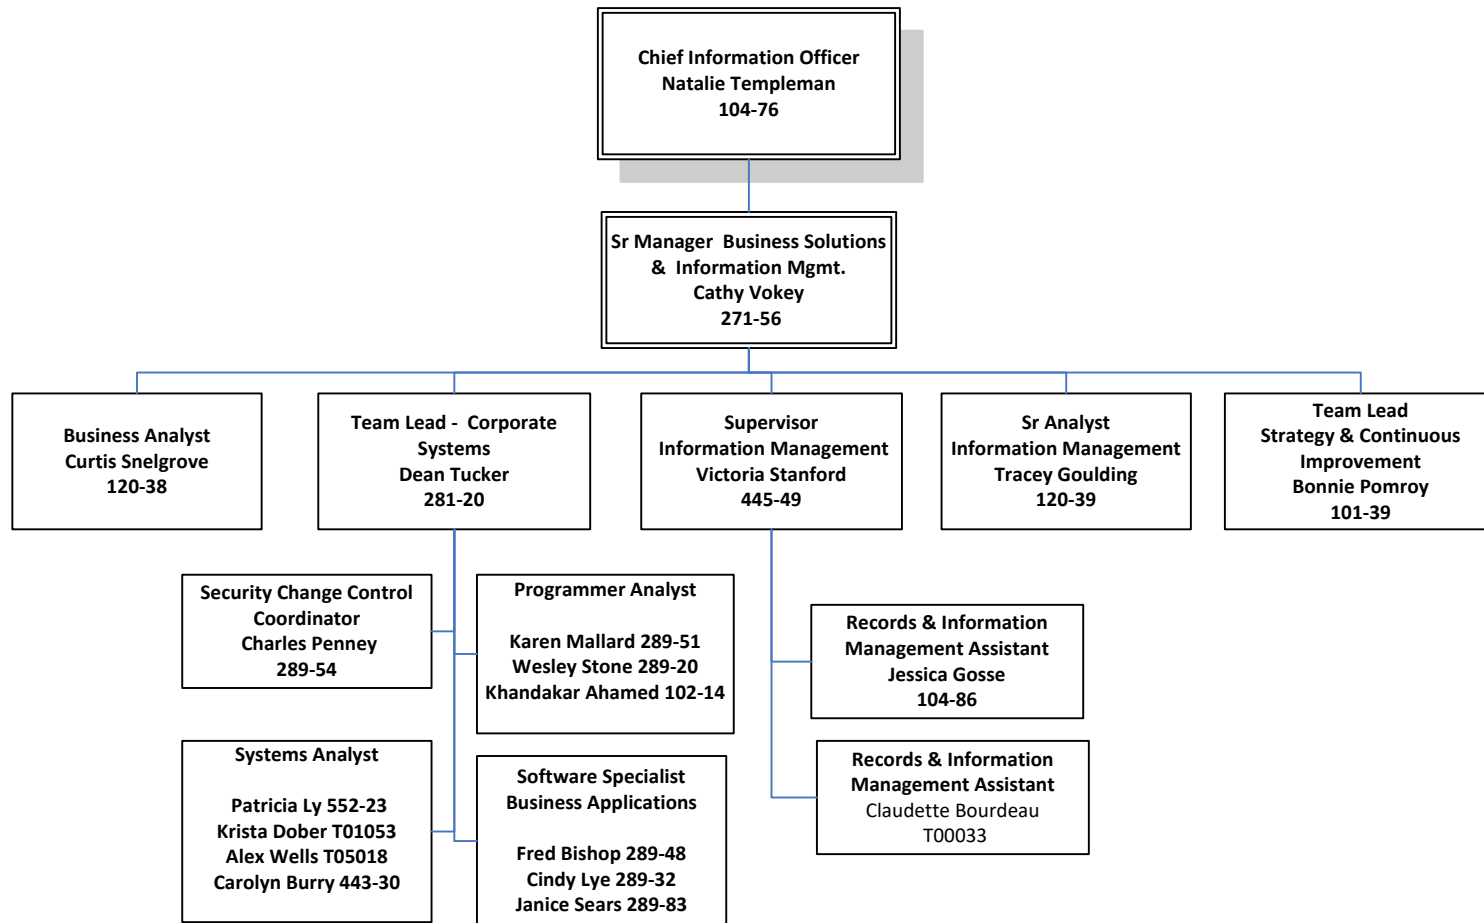 Chief Information Officer
Natalie Templeman
104-76
Sr Manager  Business Solutions
&  Information Mgmt.
Cathy Vokey
271-56
Business Analyst
Curtis Snelgrove
120-38
Team Lead -  Corporate
Systems
Dean Tucker
281-20
Supervisor
Information Management
Victoria Stanford
445-49
Sr Analyst
Information Management
Tracey Goulding
120-39
Team Lead
Strategy & Continuous
Improvement
Bonnie Pomroy
101-39
Security Change Control
Coordinator
Charles Penney
289-54
Programmer Analyst
Karen Mallard 289-51
Wesley Stone 289-20
Khandakar Ahamed 102-14
Records & Information
Management Assistant
Jessica Gosse
104-86
Systems Analyst
Patricia Ly 552-23
Krista Dober T01053
Alex Wells T05018
Carolyn Burry 443-30
Software Specialist
Business Applications
Fred Bishop 289-48
Cindy Lye 289-32
Janice Sears 289-83
Records & Information
Management Assistant
Claudette Bourdeau
T00033